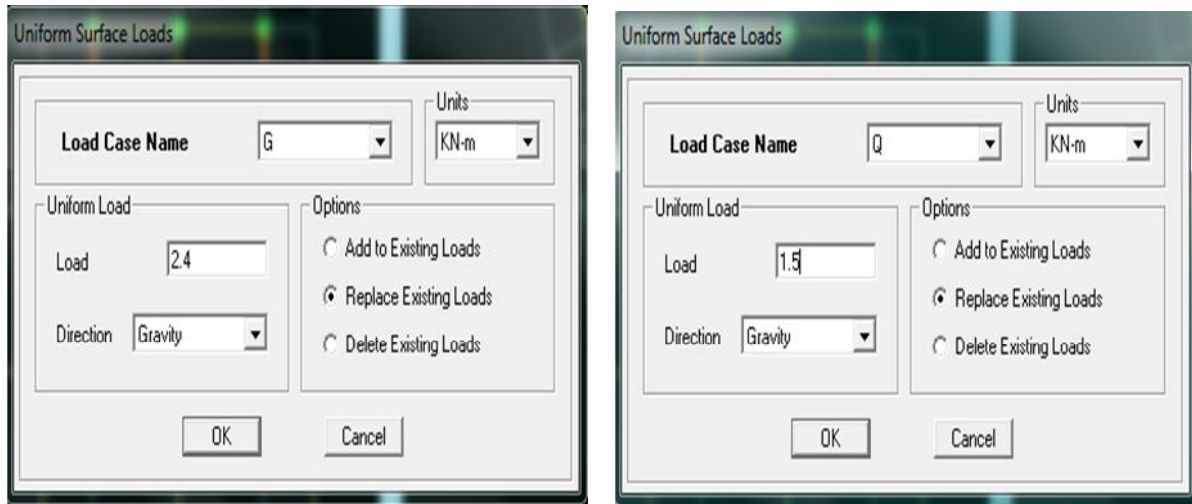 Uniform Surface Loads
Units
Load Case Name G KN-m
Uniform Load Options
Load 2.4 Add to Existing Loads
Replace Existing Loads
Direction Gravity Delete Existing Loads
OK Cancel
Uniform Surface Loads
Units
Load Case Name Q KN-m
Uniform Load Options
Load 1.5 Add to Existing Loads
Replace Existing Loads
Direction Gravity Delete Existing Loads
OK Cancel